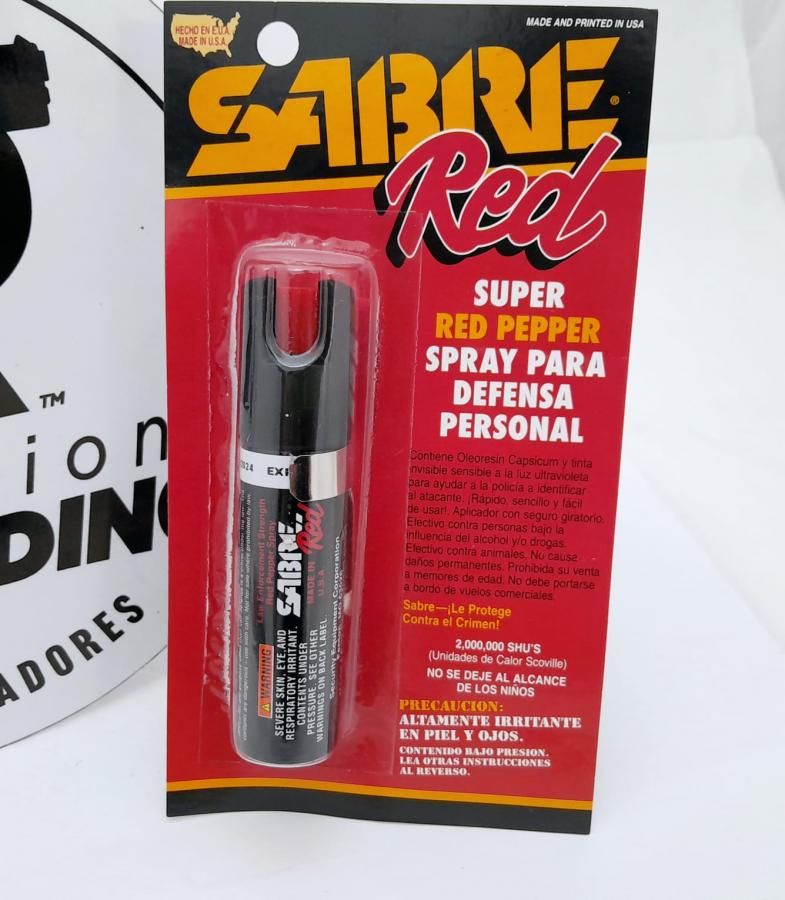 HECHO EN E.U.A.
MADE IN U.S.A.
MADE AND PRINTED IN USA
SABRE®
Red
SUPER
RED PEPPER
SPRAY PARA
DEFENSA
PERSONAL
Contiene Oleoresin Capsicum y tinta
invisible sensible a la luz ultravioleta
para ayudar a la policía a identificar
al atacante. ¡Rápido, sencillo y fácil
de usar!. Aplicador con seguro giratorio.
Efectivo contra personas bajo la
influencia del alcohol y/o drogas.
Efectivo contra animales. No cause
daños permanentes. Prohibida su venta
a memores de edad. No debe portarse
a bordo de vuelos comerciales.
Sabre—¡Le Protege
Contra el Crimen!
2,000,000 SHU'S
(Unidades de Calor Scoville)
NO SE DEJE AL ALCANCE
DE LOS NIÑOS
PRECAUCION:
ALTAMENTE IRRITANTE
EN PIEL Y OJOS.
CONTENIDO BAJO PRESION.
LEA OTRAS INSTRUCCIONES
AL REVERSO.
EXP
Law Enforcement Strength
Red Pepper Spray
SABRE
Red
MADE IN
U.S.A.
WARNING
SEVERE SKIN, EYE AND
RESPIRATORY IRRITANT.
CONTENTS UNDER
PRESSURE. SEE OTHER
WARNINGS ON BACK LABEL.
Security Equipment Corporation
TM
ion
DING
ADORES